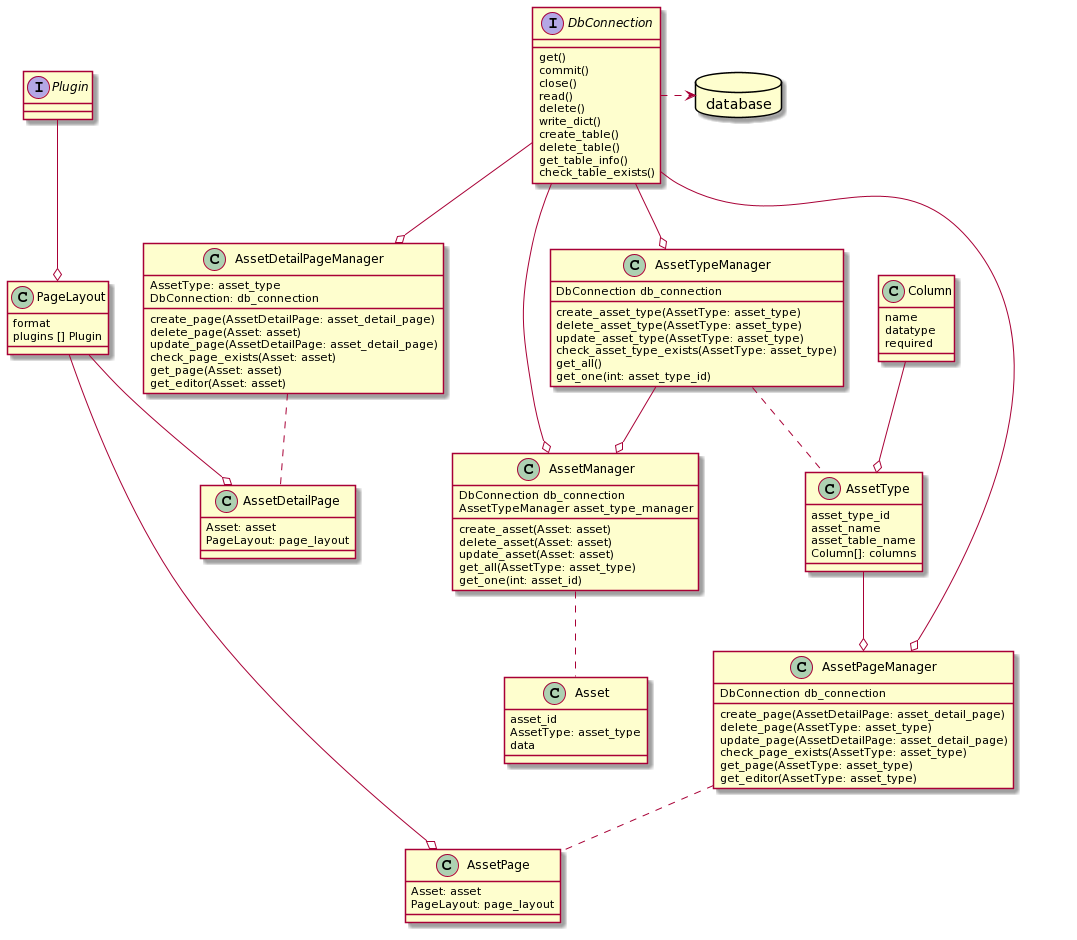 I DbConnection
get()
commit()
close()
read()
delete()
write_dict()
create_table()
delete_table()
get_table_info()
check_table_exists()
I Plugin
database
C AssetDetailPageManager
AssetType: asset_type
DbConnection: db_connection
create_page(AssetDetailPage: asset_detail_page)
delete_page(Asset: asset)
update_page(AssetDetailPage: asset_detail_page)
check_page_exists(Asset: asset)
get_page(Asset: asset)
get_editor(Asset: asset)
C AssetTypeManager
DbConnection db_connection
create_asset_type(AssetType: asset_type)
delete_asset_type(AssetType: asset_type)
update_asset_type(AssetType: asset_type)
check_asset_type_exists(AssetType: asset_type)
get_all()
get_one(int: asset_type_id)
C Column
name
datatype
required
C PageLayout
format
plugins [] Plugin
C AssetManager
DbConnection db_connection
AssetTypeManager asset_type_manager
create_asset(Asset: asset)
delete_asset(Asset: asset)
update_asset(Asset: asset)
get_all(AssetType: asset_type)
get_one(int: asset_id)
C AssetType
asset_type_id
asset_name
asset_table_name
Column[]: columns
C AssetDetailPage
Asset: asset
PageLayout: page_layout
C AssetPageManager
DbConnection db_connection
create_page(AssetDetailPage: asset_detail_page)
delete_page(AssetType: asset_type)
update_page(AssetDetailPage: asset_detail_page)
check_page_exists(AssetType: asset_type)
get_page(AssetType: asset_type)
get_editor(AssetType: asset_type)
C Asset
asset_id
AssetType: asset_type
data
C AssetPage
Asset: asset
PageLayout: page_layout